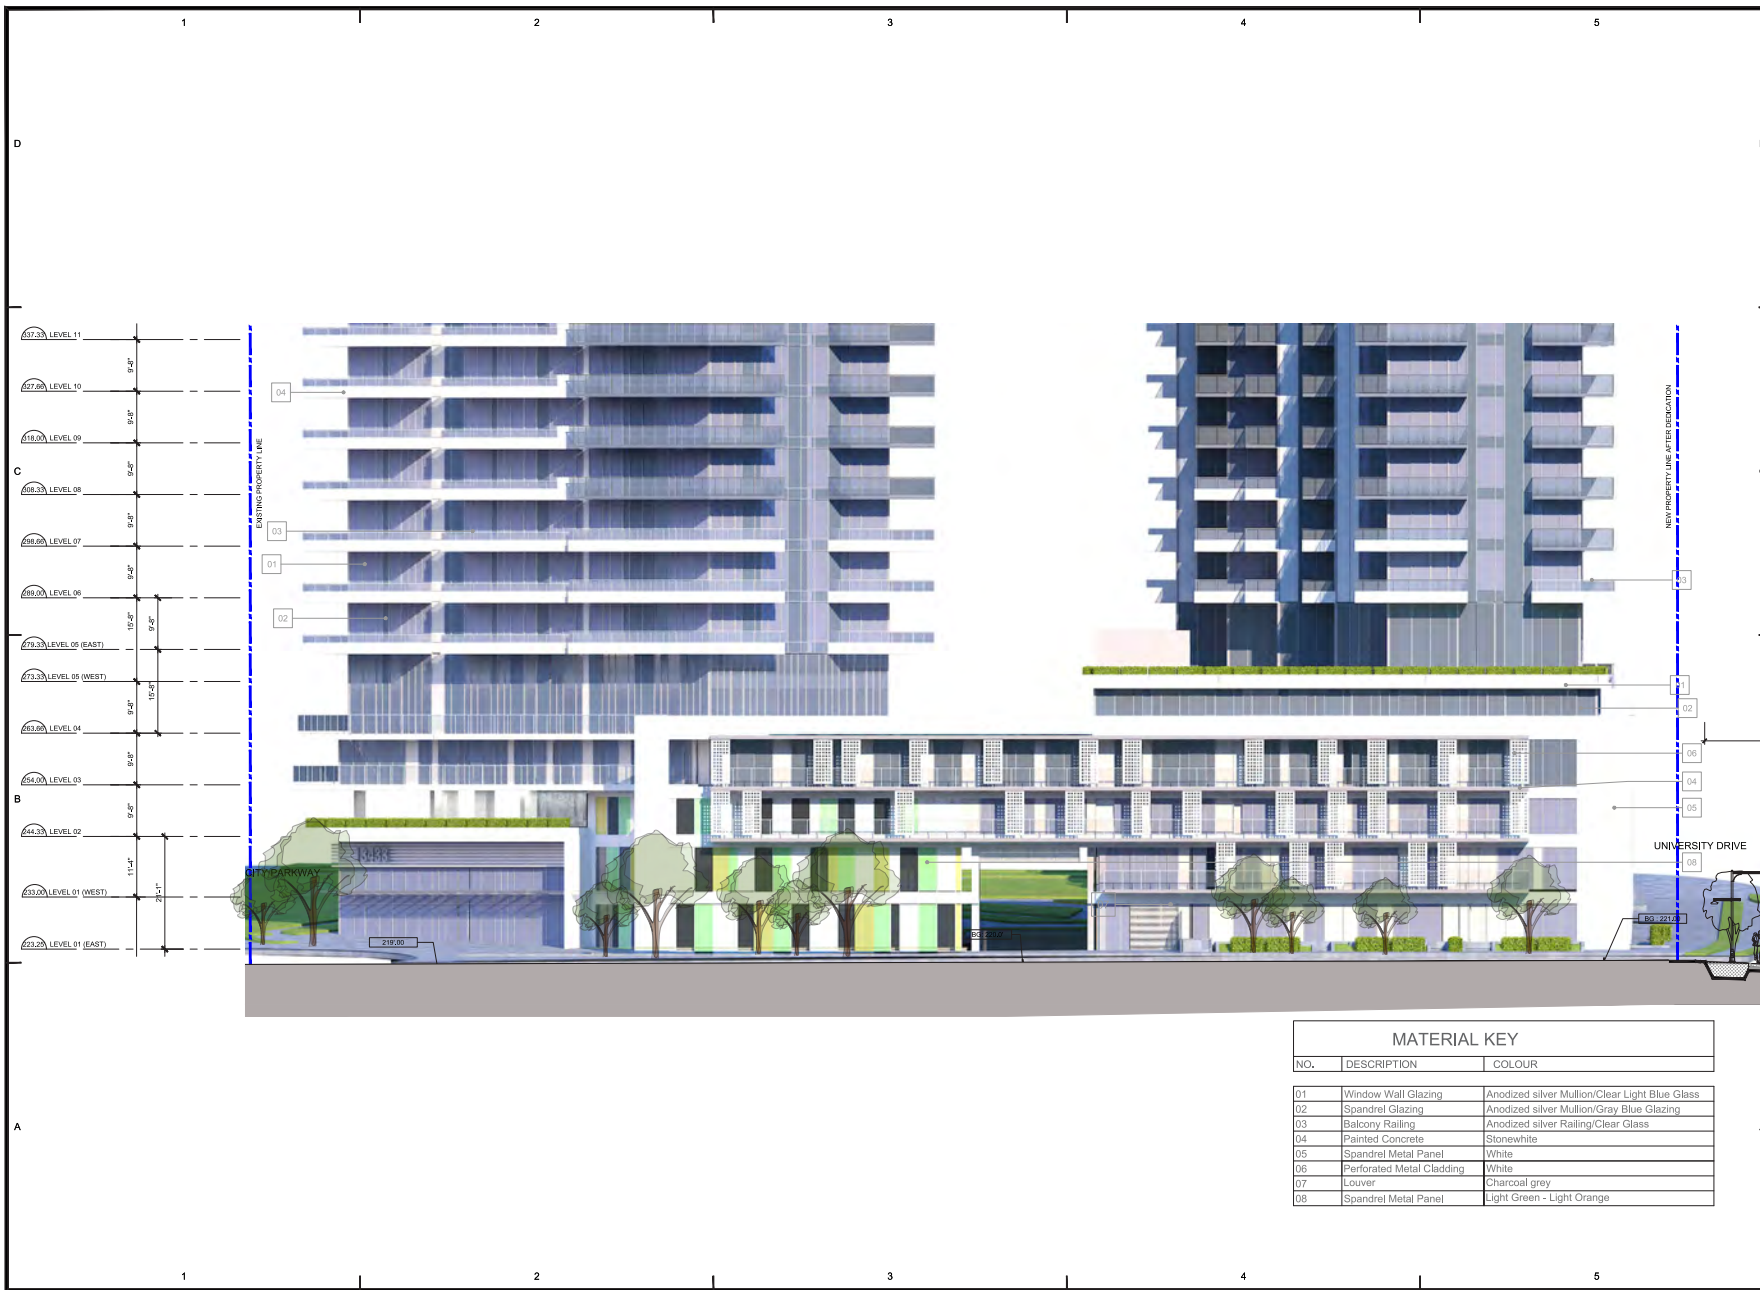 1 2 3 4 5
D
C
B
A
337.33 LEVEL 11
9'-8"
327.66 LEVEL 10
9'-8"
318.00 LEVEL 09
9'-8"
308.33 LEVEL 08
9'-8"
298.66 LEVEL 07
9'-8"
289.00 LEVEL 06
15'-8"
9'-8"
279.33 LEVEL 05 (EAST)
273.33 LEVEL 05 (WEST)
9'-8"
15'-8"
263.66 LEVEL 04
9'-8"
254.00 LEVEL 03
9'-8"
244.33 LEVEL 02
11'-4"
21'-1"
233.00 LEVEL 01 (WEST)
223.25 LEVEL 01 (EAST)
EXISTING PROPERTY LINE
NEW PROPERTY LINE AFTER DEDICATION
04
03
01
02
03
02
06
04
05
08
CITY PARKWAY
UNIVERSITY DRIVE
219'.00
BG : 221.
MATERIAL KEY
NO. DESCRIPTION COLOUR
01 Window Wall Glazing Anodized silver Mullion/Clear Light Blue Glass
02 Spandrel Glazing Anodized silver Mullion/Gray Blue Glazing
03 Balcony Railing Anodized silver Railing/Clear Glass
04 Painted Concrete Stonewhite
05 Spandrel Metal Panel White
06 Perforated Metal Cladding White
07 Louver Charcoal grey
08 Spandrel Metal Panel Light Green - Light Orange
1 2 3 4 5